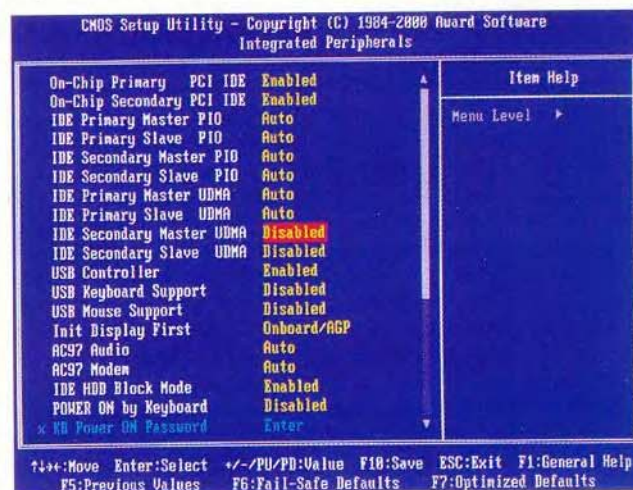 CMOS Setup Utility - Copyright (C) 1984-2000 Award Software
Integrated Peripherals
On-Chip Primary PCI IDE Enabled
On-Chip Secondary PCI IDE Enabled
IDE Primary Master PIO Auto
IDE Primary Slave PIO Auto
IDE Secondary Master PIO Auto
IDE Secondary Slave PIO Auto
IDE Primary Master UDMA Auto
IDE Primary Slave UDMA Auto
IDE Secondary Master UDMA Disabled
IDE Secondary Slave UDMA Disabled
USB Controller Enabled
USB Keyboard Support Disabled
USB Mouse Support Disabled
Init Display First Onboard/AGP
AC97 Audio Auto
AC97 Modem Auto
IDE HDD Block Mode Enabled
POWER ON by Keyboard Disabled
x KB Power ON Password Enter
Item Help
Menu Level ►
↑↓→←:Move Enter:Select +/-/PU/PD:Value F10:Save ESC:Exit F1:General Help
F5:Previous Values F6:Fail-Safe Defaults F7:Optimized Defaults